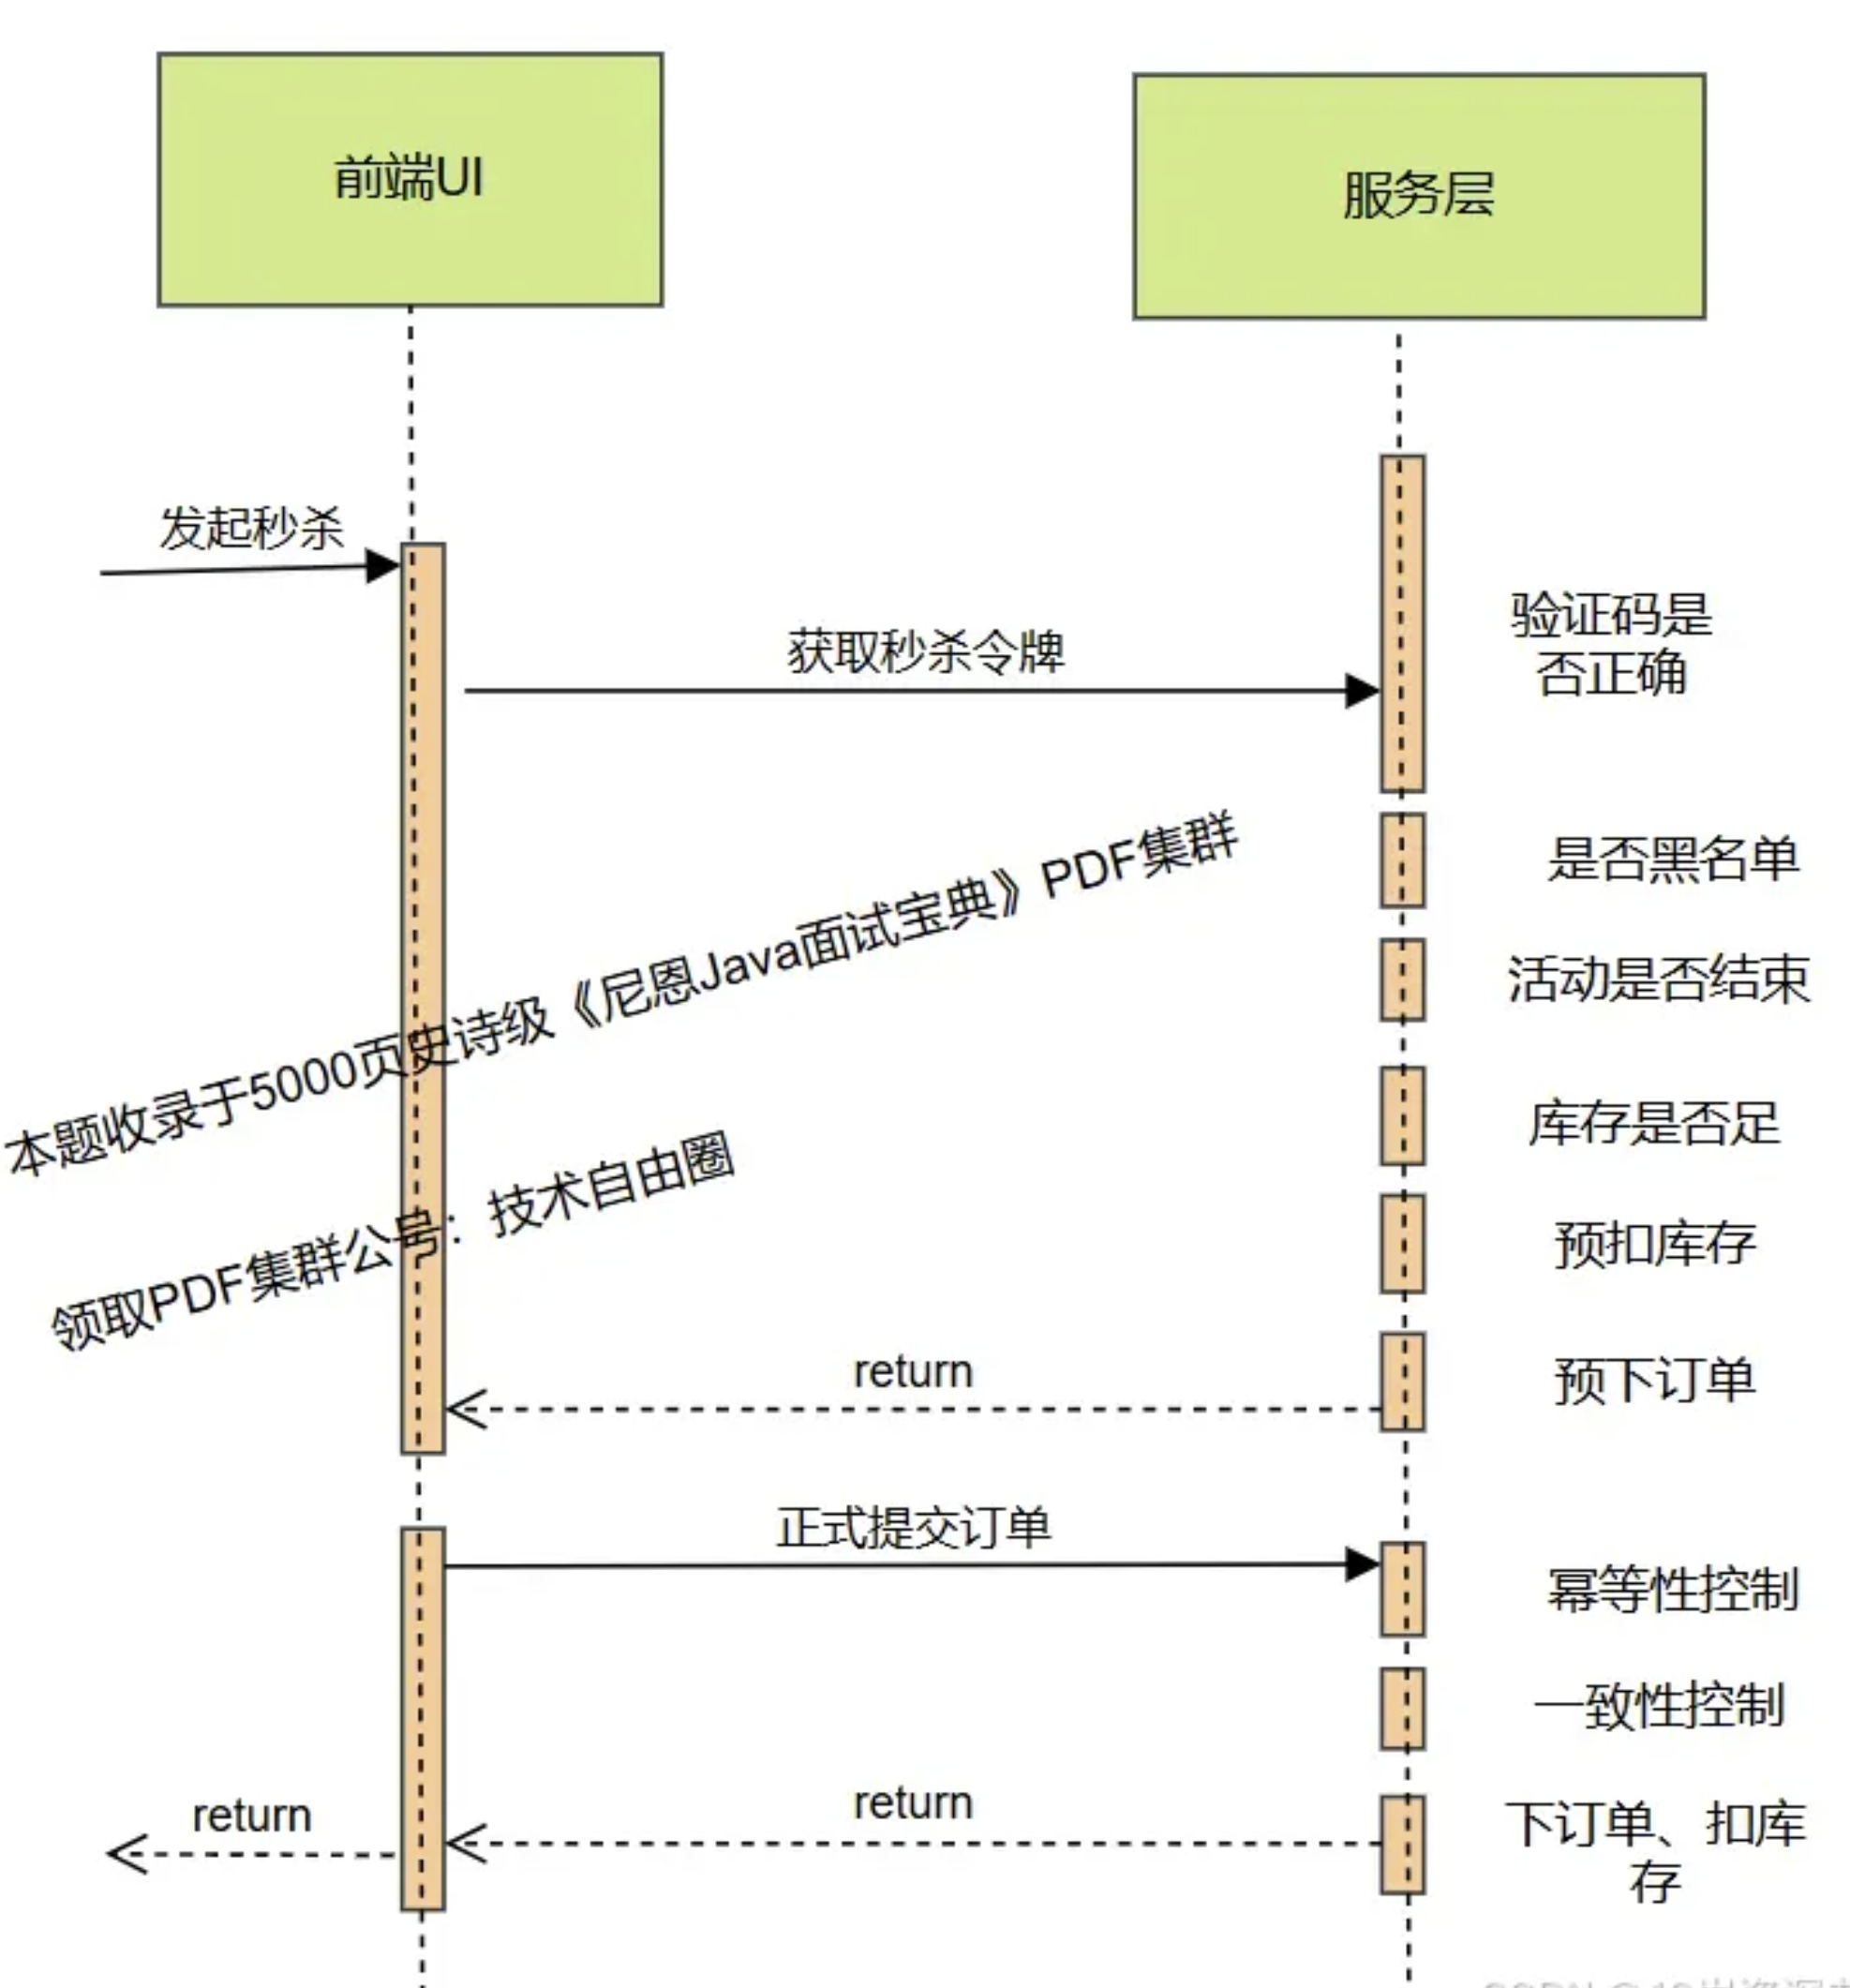 前端UI
服务层
发起秒杀
获取秒杀令牌
验证码是
否正确
是否黑名单
本题收录于5000页史诗级《尼恩Java面试宝典》PDF集群
活动是否结束
库存是否足
领取PDF集群公号：技术自由圈
预扣库存
return
预下订单
正式提交订单
幂等性控制
一致性控制
return
return
下订单、扣库
存